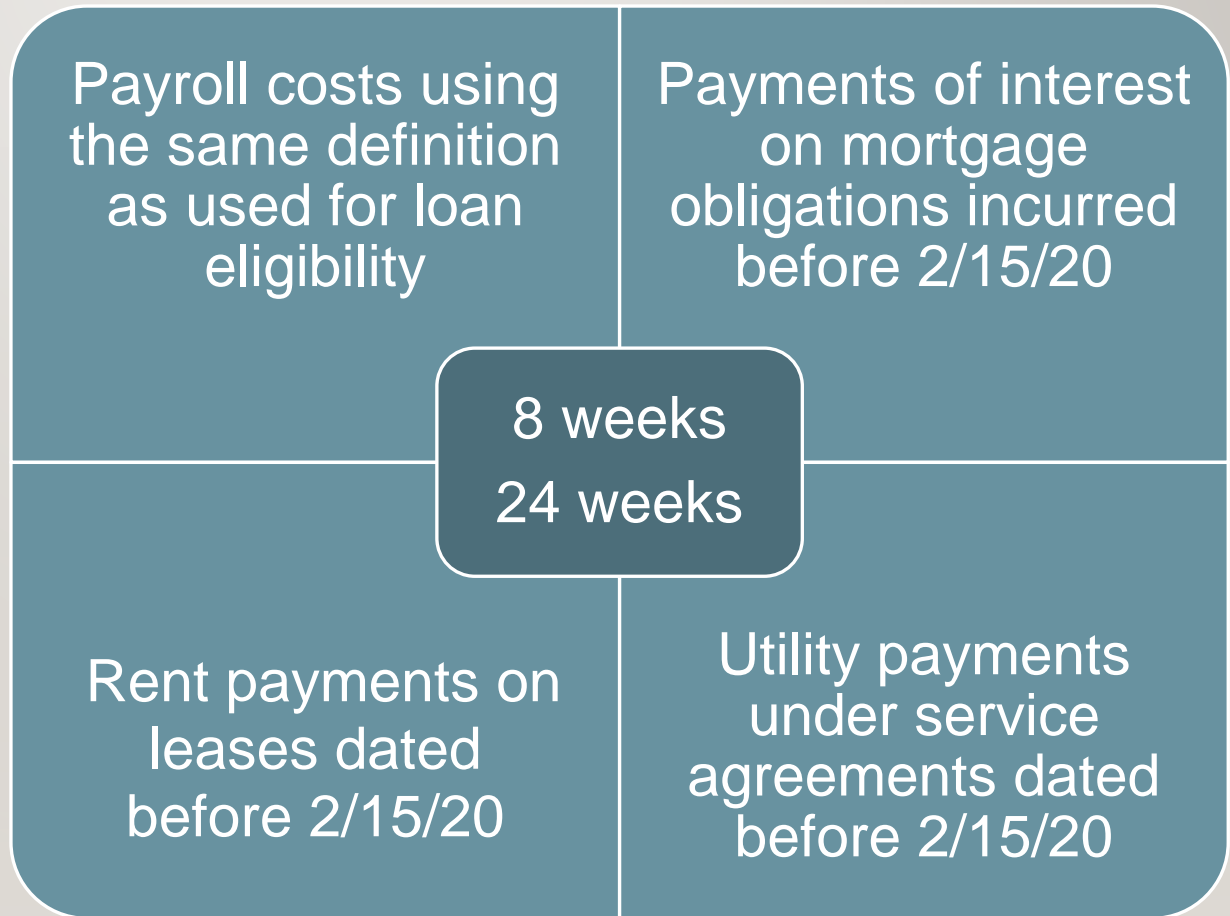 Payroll costs using
the same definition
as used for loan
eligibility
Payments of interest
on mortgage
obligations incurred
before 2/15/20
8 weeks
24 weeks
Rent payments on
leases dated
before 2/15/20
Utility payments
under service
agreements dated
before 2/15/20